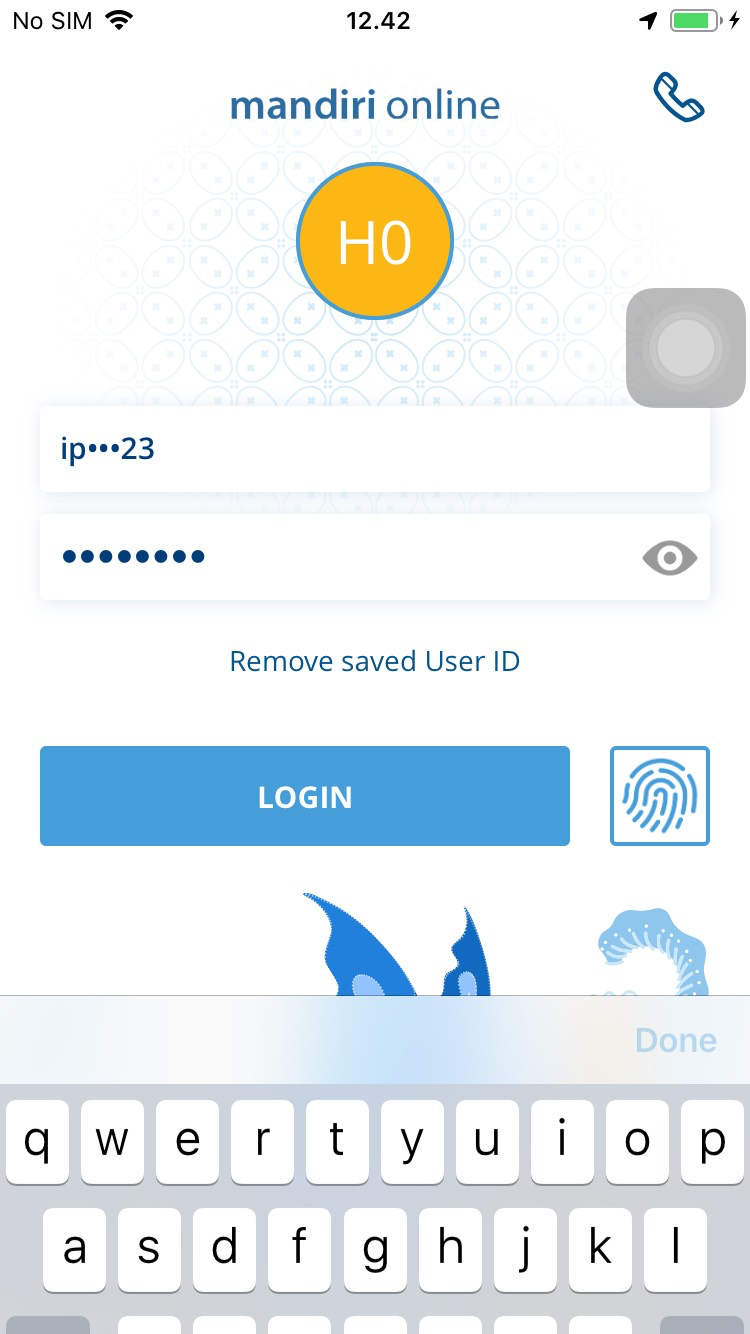 No SIM 12.42
mandiri online
H0
ip•••23
••••••••
Remove saved User ID
LOGIN
Done
q w e r t y u i o p
a s d f g h j k l